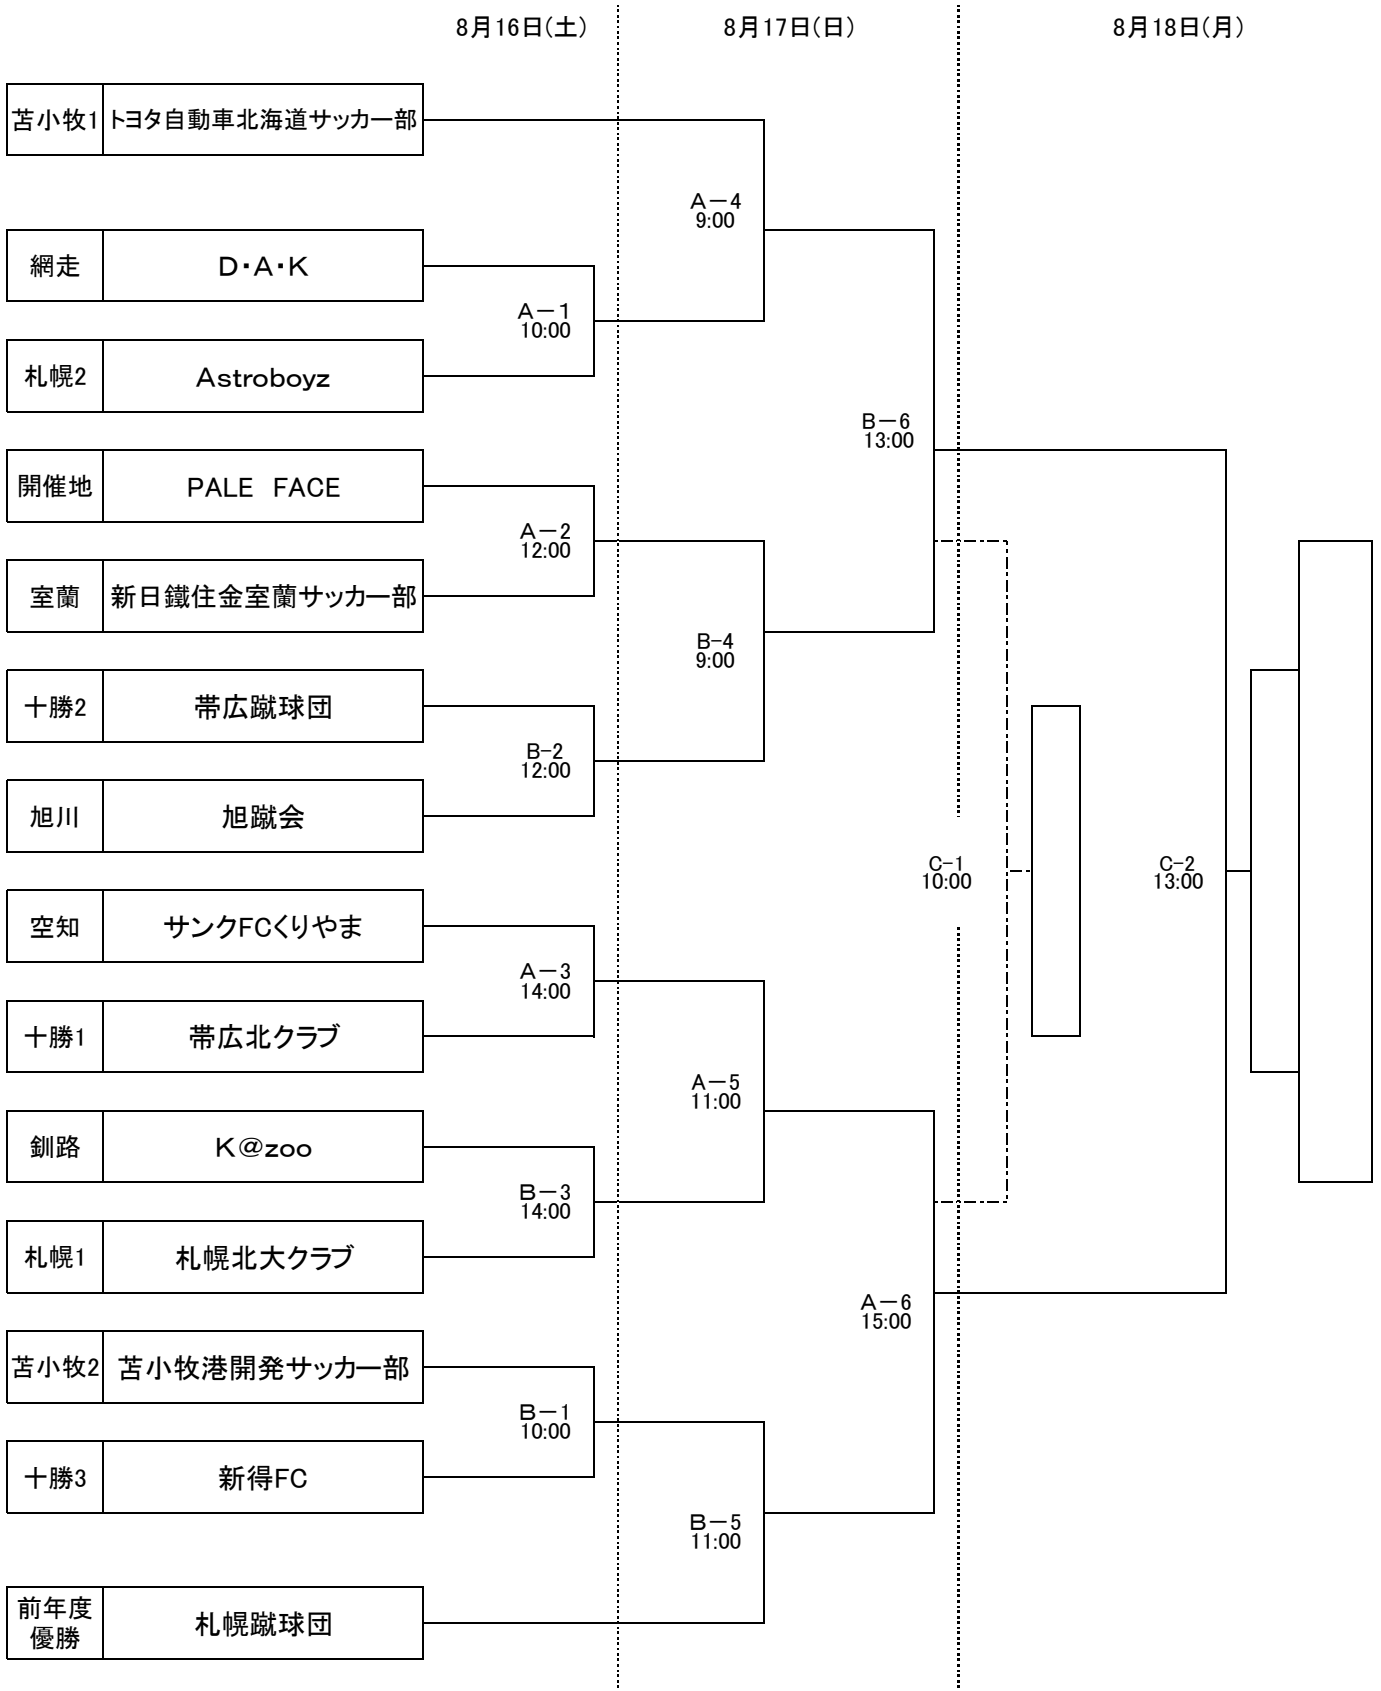 8月16日(土)
8月17日(日)
8月18日(月)
苫小牧1
トヨタ自動車北海道サッカー部
A-4
9:00
網走
D・A・K
A-1
10:00
札幌2
Astroboyz
B-6
13:00
開催地
PALE FACE
A-2
12:00
室蘭
新日鐵住金室蘭サッカー部
B-4
9:00
十勝2
帯広蹴球団
B-2
12:00
旭川
旭蹴会
C-1
10:00
C-2
13:00
空知
サンクFCくりやま
A-3
14:00
十勝1
帯広北クラブ
A-5
11:00
釧路
K@zoo
B-3
14:00
札幌1
札幌北大クラブ
A-6
15:00
苫小牧2
苫小牧港開発サッカー部
B-1
10:00
十勝3
新得FC
B-5
11:00
前年度
優勝
札幌蹴球団